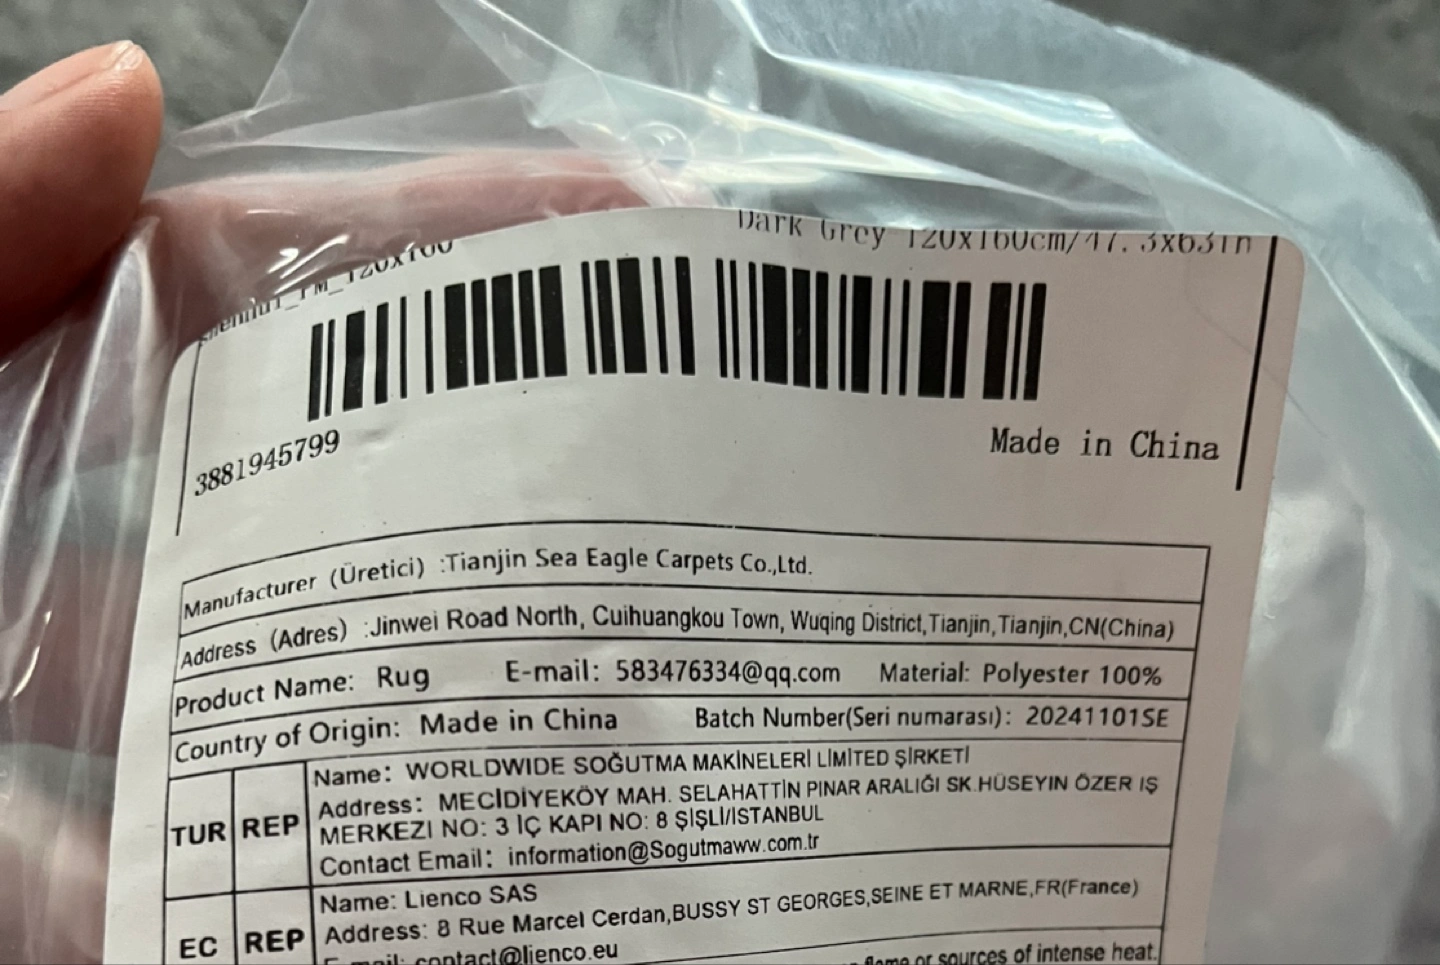 Dark Grey 120x160cm/47.3x63in
120x160
3881945799
Made in China
Manufacturer (Üretici) :Tianjin Sea Eagle Carpets Co.,Ltd.
Address (Adres) :Jinwei Road North, Cuihuangkou Town, Wuqing District,Tianjin,Tianjin,CN(China)
Product Name: Rug E-mail: 583476334@qq.com Material: Polyester 100%
Country of Origin: Made in China Batch Number(Seri numarası): 20241101SE
TUR REP
Name: WORLDWIDE SOĞUTMA MAKİNELERİ LİMİTED ŞİRKETİ
Address: MECİDİYEKÖY MAH. SELAHATTİN PINAR ARALIĞI SK.HÜSEYIN ÖZER IŞ
MERKEZI NO: 3 IÇ KAPI NO: 8 ŞIŞLI/ISTANBUL
Contact Email: information@Sogutmaww.com.tr
EC REP
Name: Lienco SAS
Address: 8 Rue Marcel Cerdan,BUSSY ST GEORGES,SEINE ET MARNE,FR(France)
E-mail: contact@lienco.eu
flame or sources of intense heat.